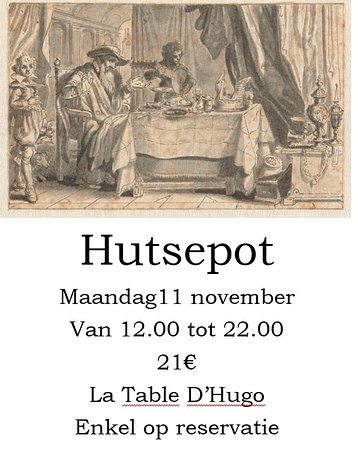 Hutsepot
Maandag11 november
Van 12.00 tot 22.00
21€
La Table D’Hugo
Enkel op reservatie